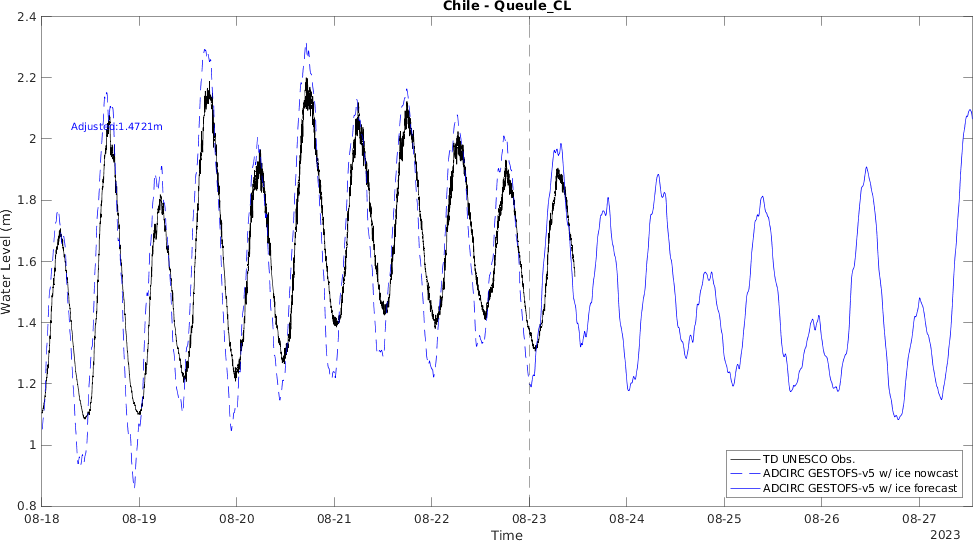 Chile - Queule_CL
2.4
2.2
2
1.8
1.6
1.4
1.2
1
0.8
Water Level (m)
Adjusted:1.4721m
TD UNESCO Obs.
ADCIRC GESTOFS-v5 w/ ice nowcast
ADCIRC GESTOFS-v5 w/ ice forecast
08-18 08-19 08-20 08-21 08-22 08-23 08-24 08-25 08-26 08-27
Time
2023